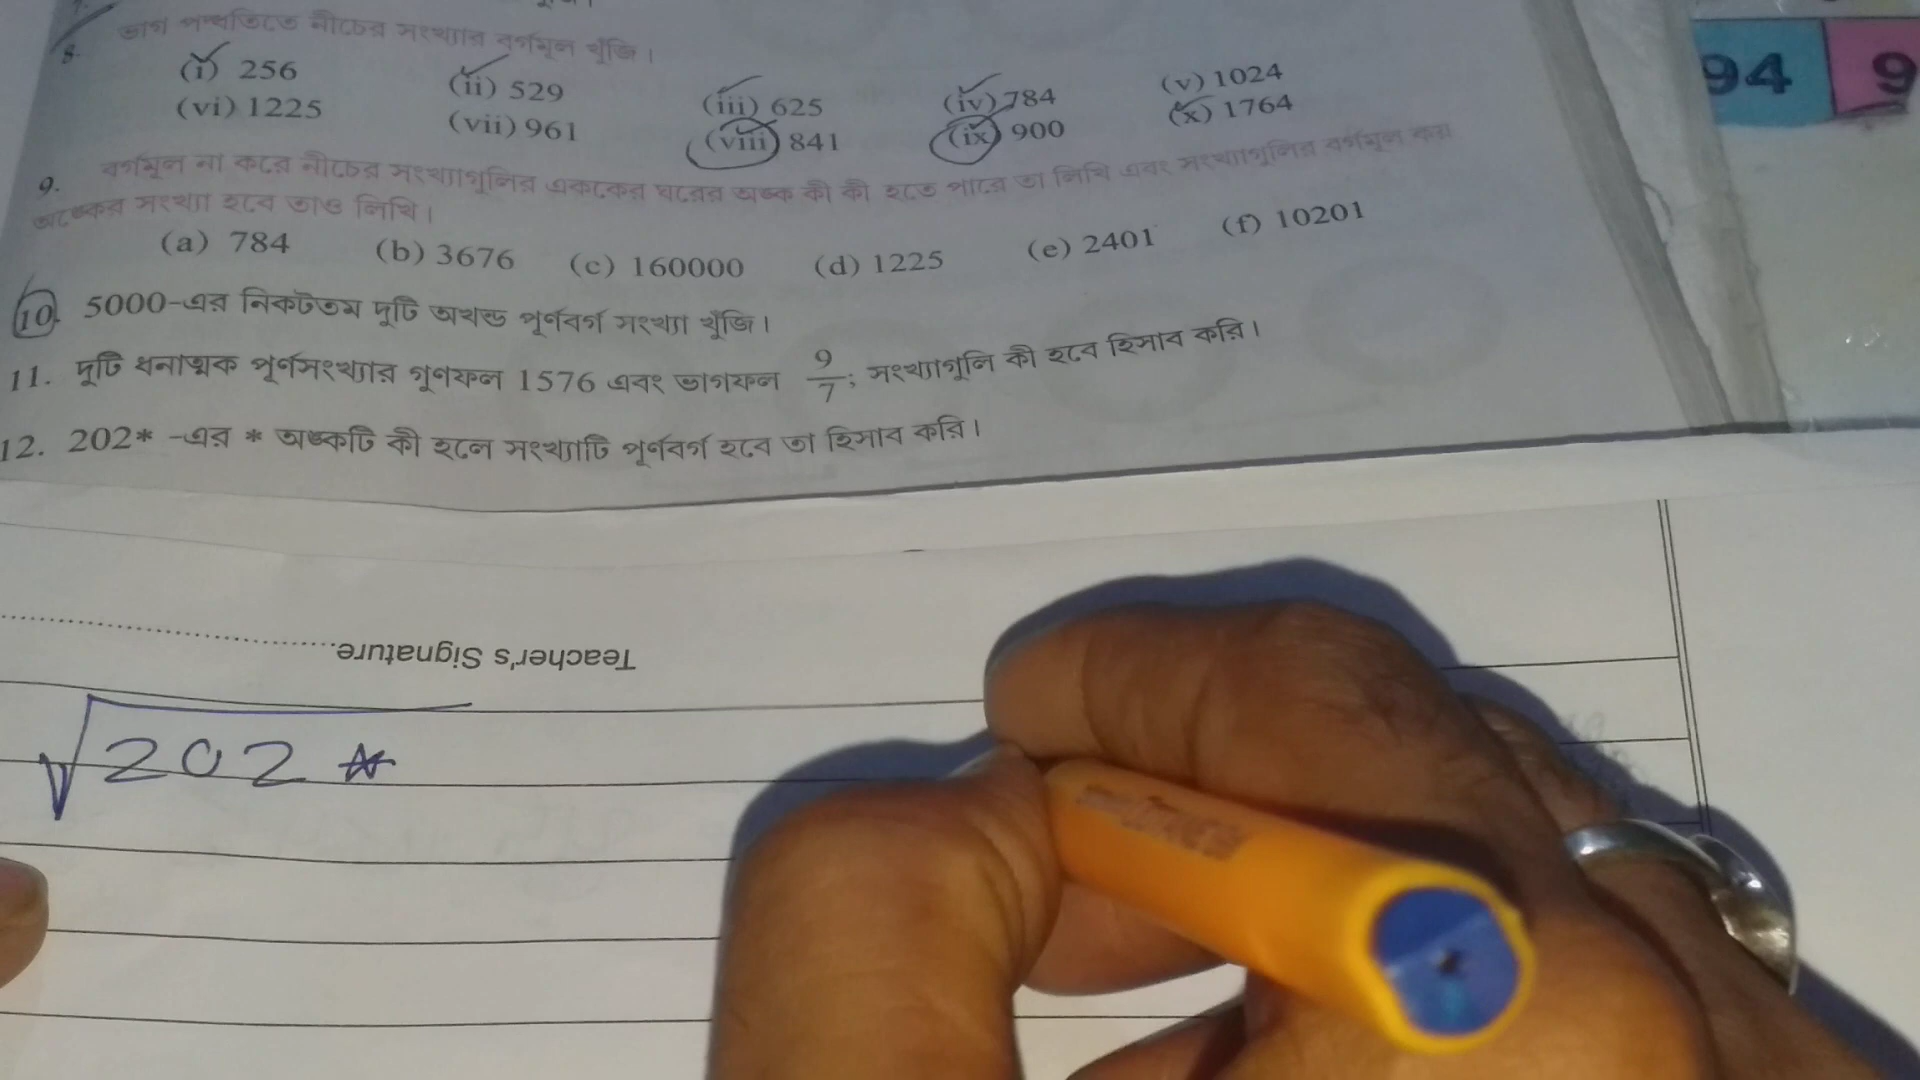 8. ভাগ পদ্ধতিতে নীচের সংখ্যার বর্গমূল খুঁজি।
(i) 256 (ii) 529 (iii) 625 (iv) 784 (v) 1024
(vi) 1225 (vii) 961 (viii) 841 (ix) 900 (x) 1764
9. বর্গমূল না করে নীচের সংখ্যাগুলির এককের ঘরের অঙ্ক কী কী হতে পারে তা লিখি এবং সংখ্যাগুলির বর্গমূল কত
অঙ্কের সংখ্যা হবে তাও লিখি।
(a) 784 (b) 3676 (c) 160000 (d) 1225 (e) 2401 (f) 10201
10. 5000-এর নিকটতম দুটি অখণ্ড পূর্ণবর্গ সংখ্যা খুঁজি।
11. দুটি ধনাত্মক পূর্ণসংখ্যার গুণফল 1576 এবং ভাগফল 9/7; সংখ্যাগুলি কী হবে হিসাব করি।
12. 202* -এর * অঙ্কটি কী হলে সংখ্যাটি পূর্ণবর্গ হবে তা হিসাব করি।
94 9
Teacher's Signature
√202*